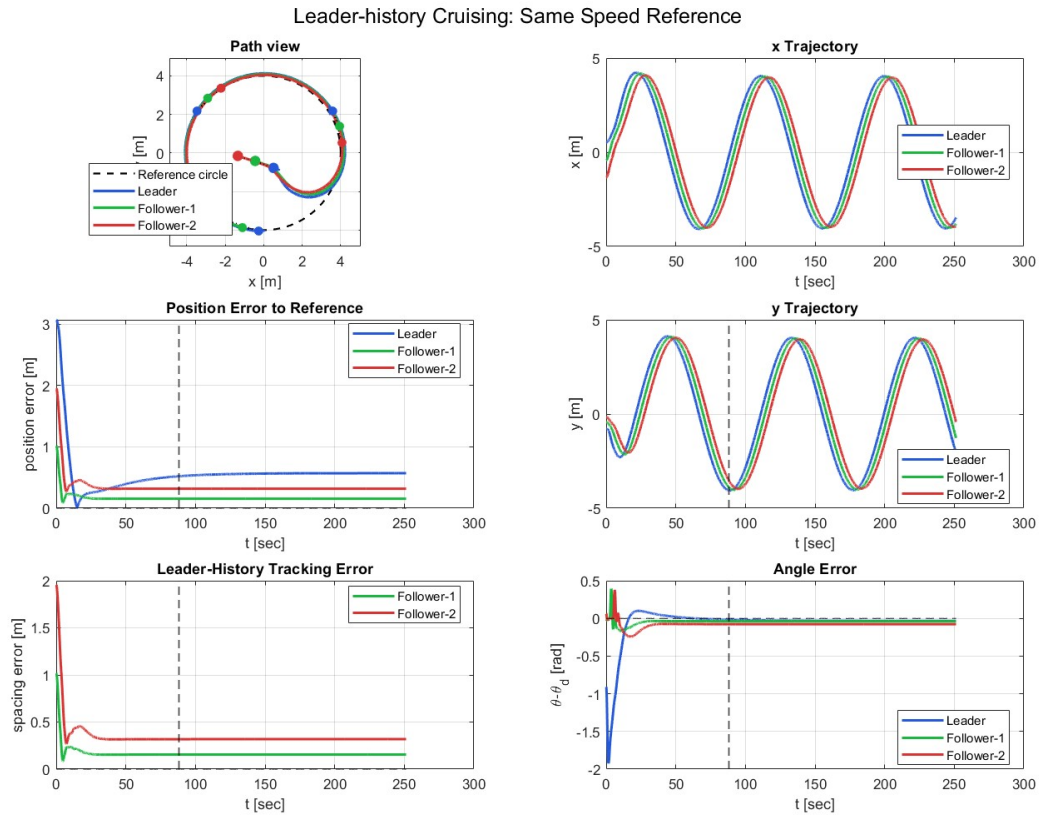 Leader-history Cruising: Same Speed Reference
Path view
4
2
0
-4
-2
0
2
4
x [m]
Reference circle
Leader
Follower-1
Follower-2
x Trajectory
5
0
-5
x [m]
0
50
100
150
200
250
300
t [sec]
Leader
Follower-1
Follower-2
Position Error to Reference
3
2
1
0
position error [m]
0
50
100
150
200
250
300
t [sec]
Leader
Follower-1
Follower-2
y Trajectory
5
0
-5
y [m]
0
50
100
150
200
250
300
t [sec]
Leader
Follower-1
Follower-2
Leader-History Tracking Error
2
1.5
1
0.5
0
spacing error [m]
0
50
100
150
200
250
300
t [sec]
Follower-1
Follower-2
Angle Error
0.5
0
-0.5
-1
-1.5
-2
θ-θd [rad]
0
50
100
150
200
250
300
t [sec]
Leader
Follower-1
Follower-2